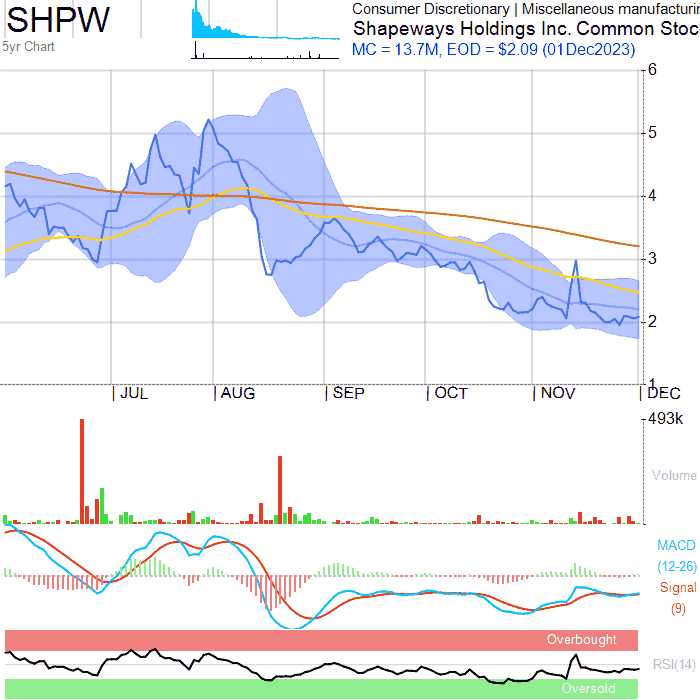 SHPW
5yr Chart
Consumer Discretionary | Miscellaneous manufacturin
Shapeways Holdings Inc. Common Stoc
MC = 13.7M, EOD = $2.09 (01Dec2023)
6
5
4
3
2
1
JUL AUG SEP OCT NOV DEC
493k
Volume
MACD
(12-26)
Signal
(9)
Overbought
RSI(14)
Oversold